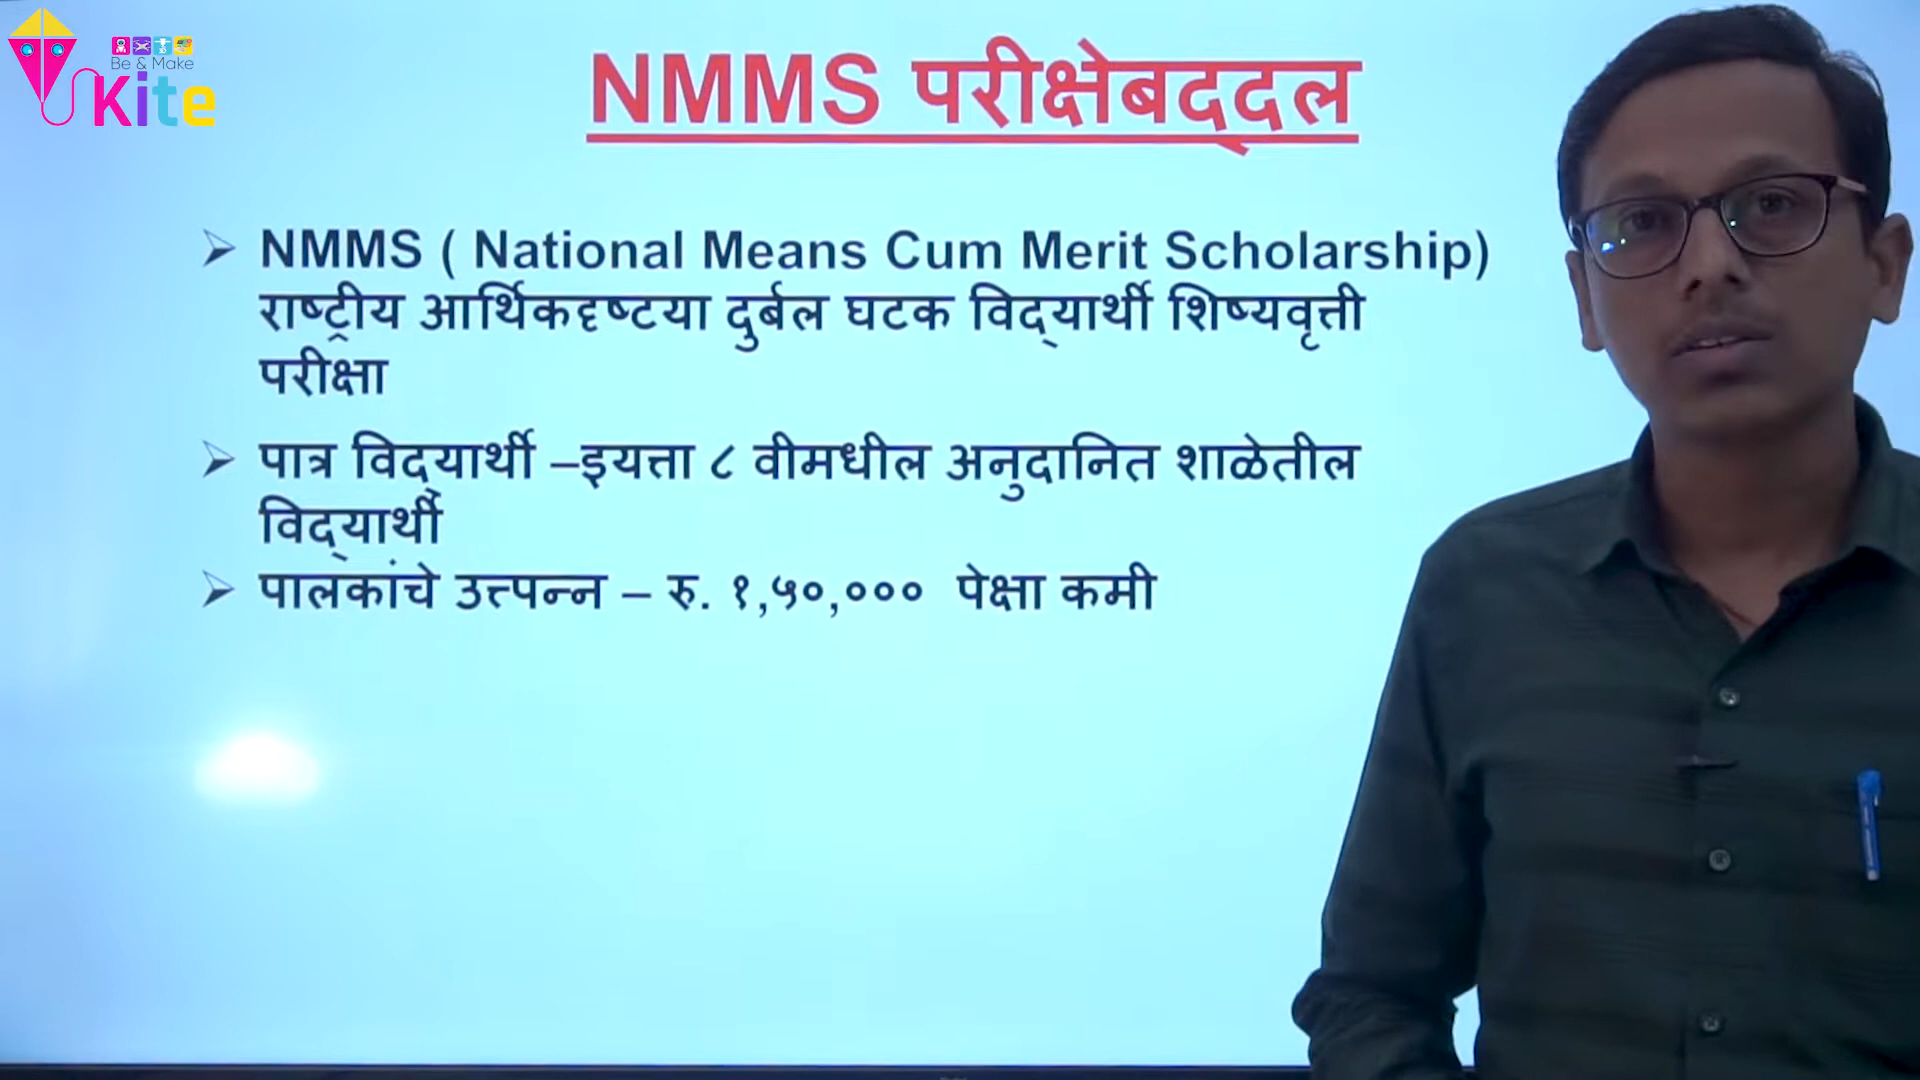 Be & Make
Kite
NMMS परीक्षेबद्दल
➢ NMMS ( National Means Cum Merit Scholarship)
राष्ट्रीय आर्थिकदृष्टया दुर्बल घटक विद्यार्थी शिष्यवृत्ती
परीक्षा
➢ पात्र विद्यार्थी –इयत्ता ८ वीमधील अनुदानित शाळेतील
विद्यार्थी
➢ पालकांचे उत्त्पन्न – रु. १,५०,००० पेक्षा कमी